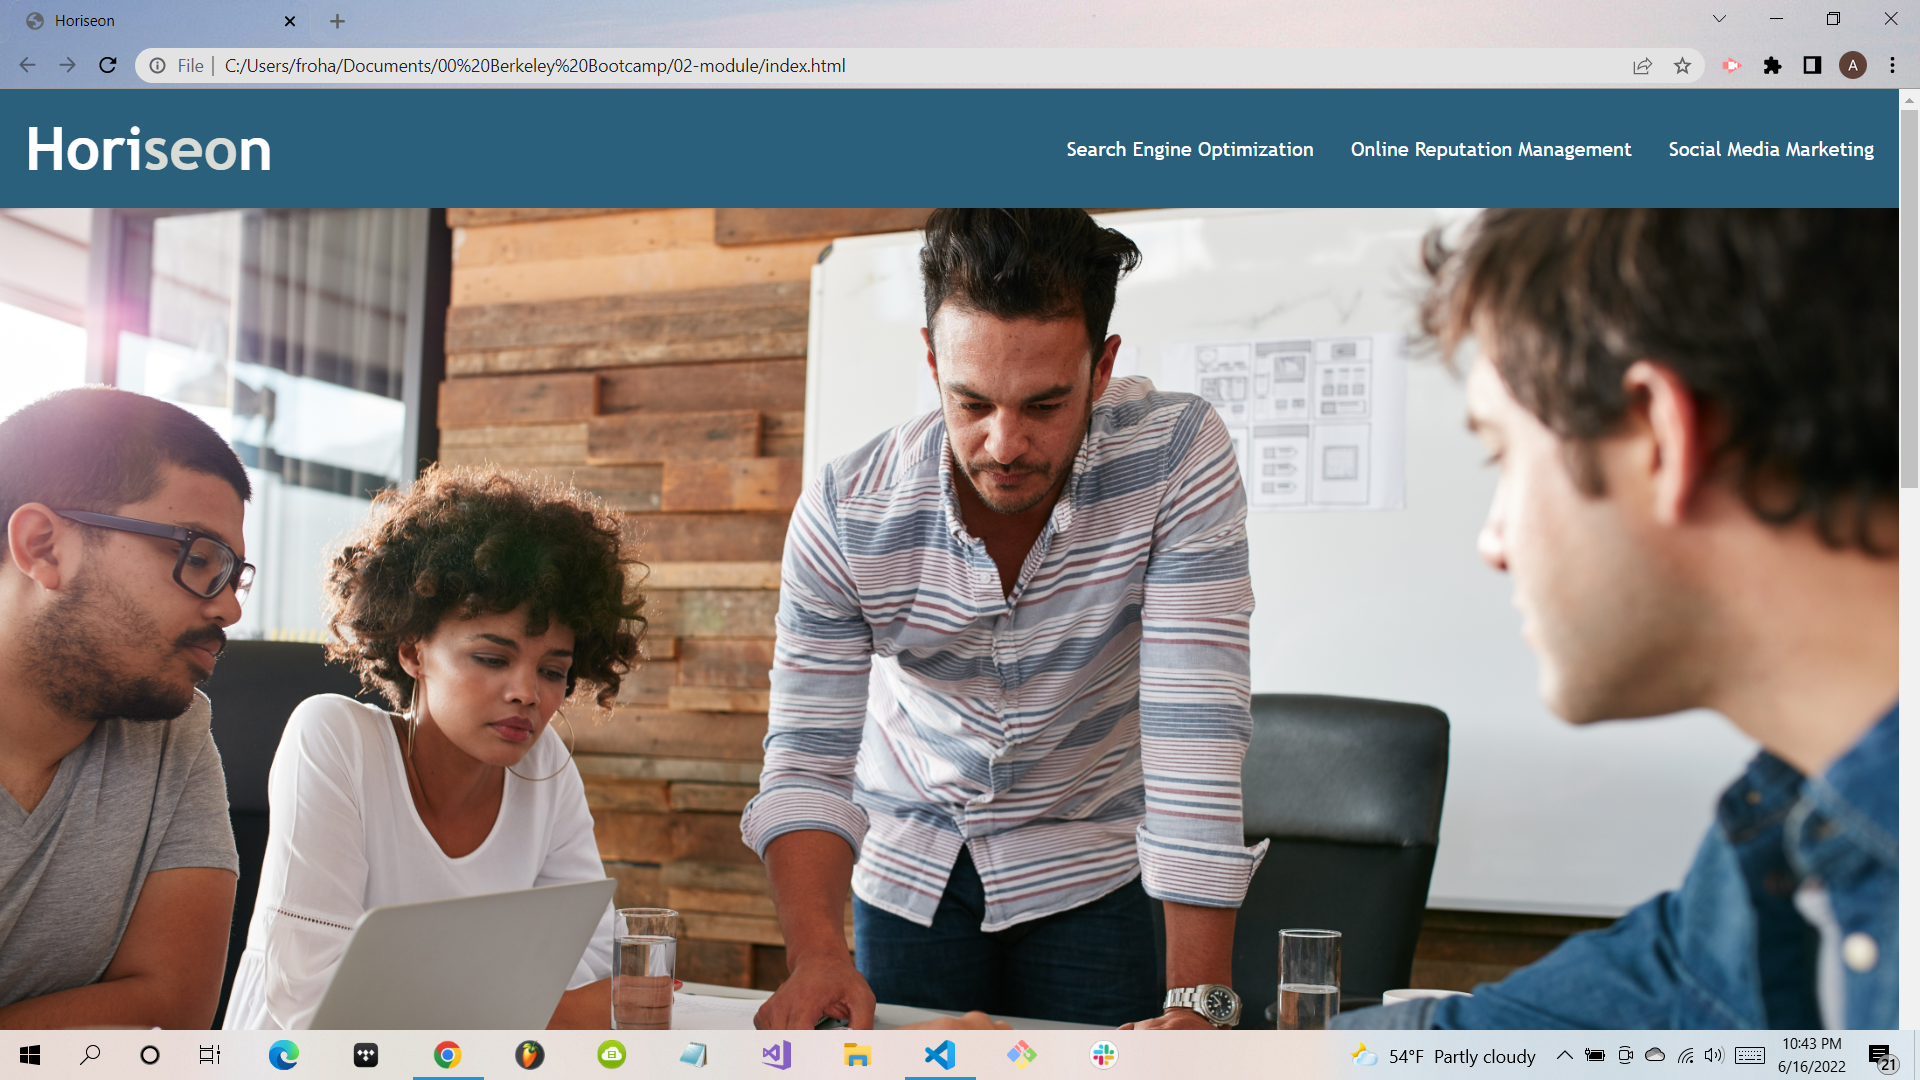 Horiseon
File | C:/Users/froha/Documents/00%20Berkeley%20Bootcamp/02-module/index.html
A
Horiseon
Search Engine Optimization
Online Reputation Management
Social Media Marketing
54°F Partly cloudy
10:43 PM
6/16/2022
21